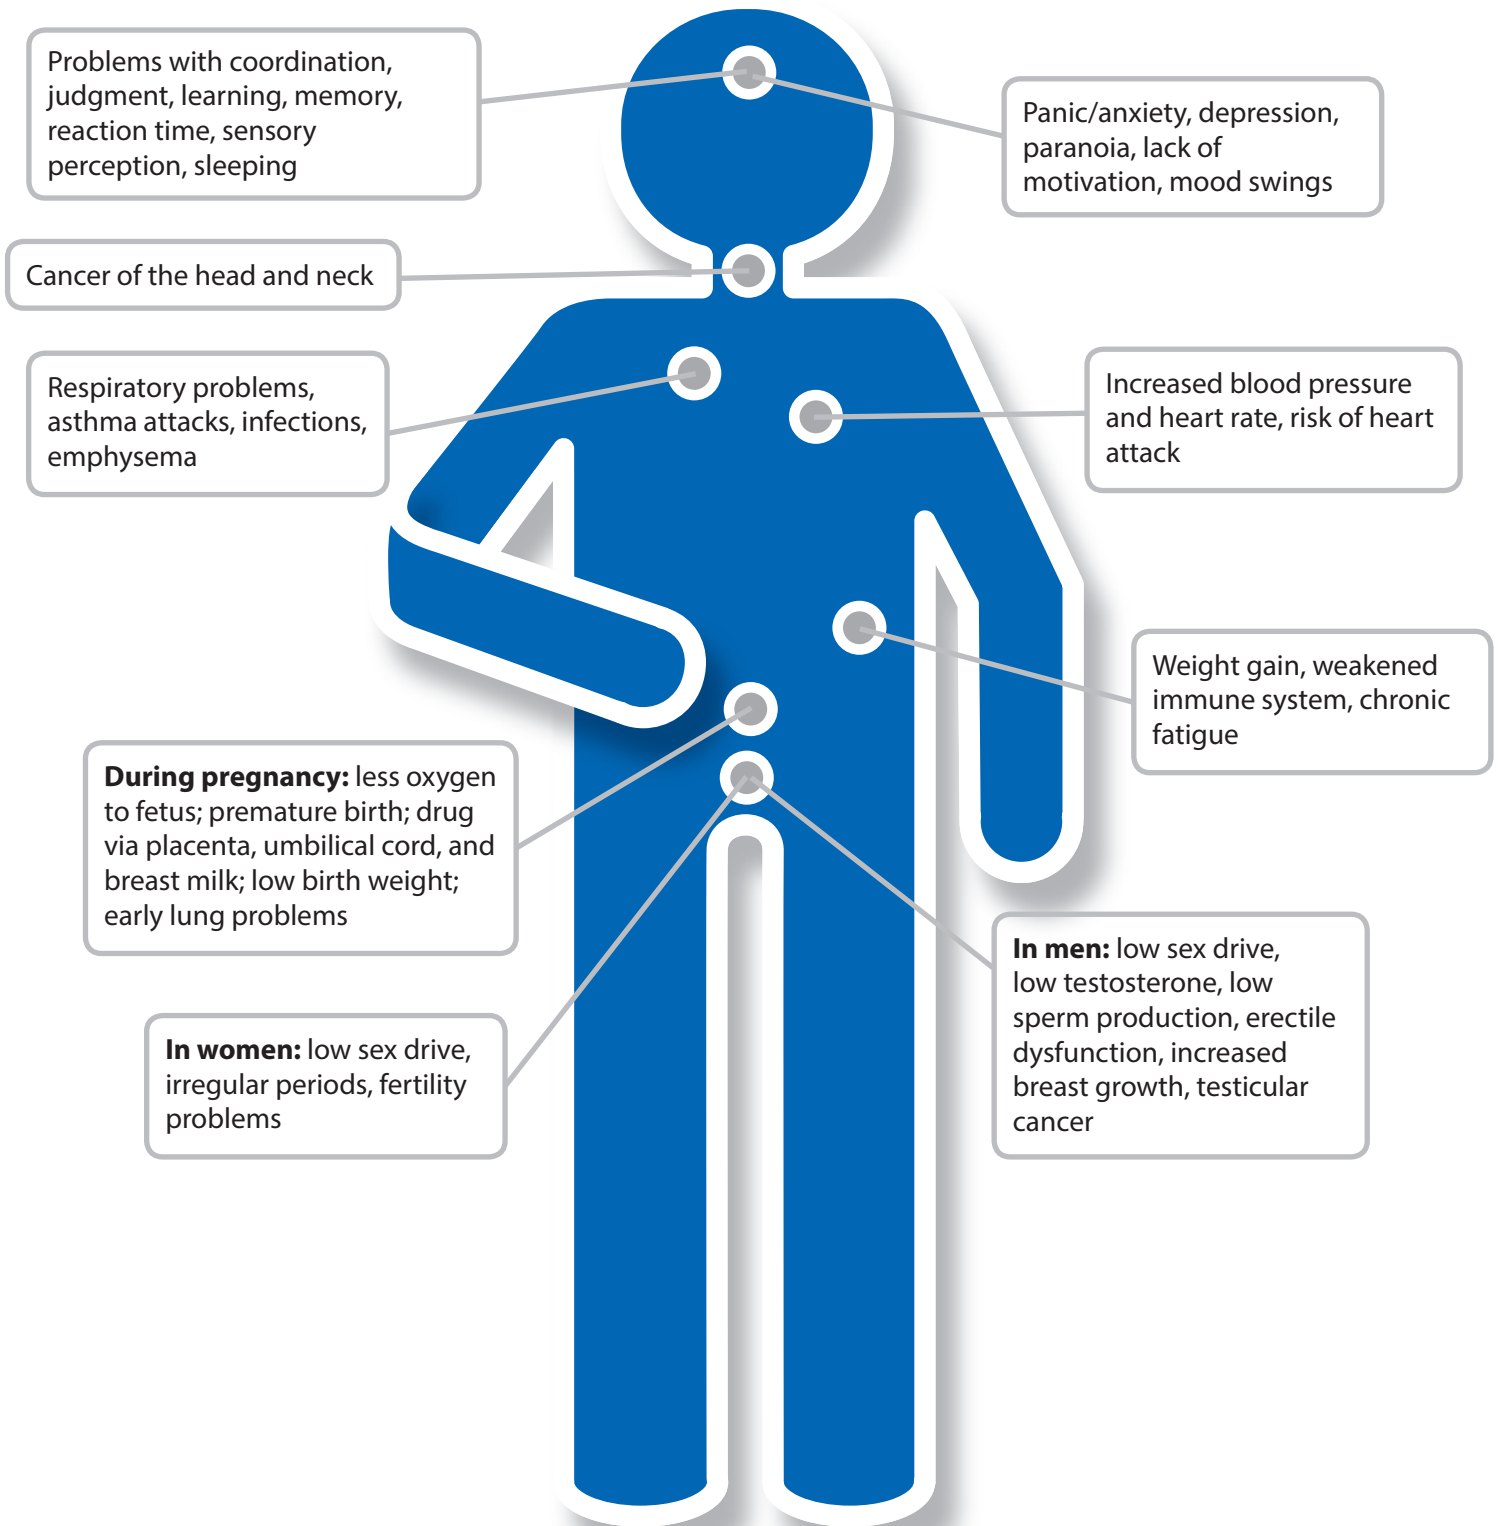 Problems with coordination,
judgment, learning, memory,
reaction time, sensory
perception, sleeping
Panic/anxiety, depression,
paranoia, lack of
motivation, mood swings
Cancer of the head and neck
Respiratory problems,
asthma attacks, infections,
emphysema
Increased blood pressure
and heart rate, risk of heart
attack
Weight gain, weakened
immune system, chronic
fatigue
During pregnancy: less oxygen
to fetus; premature birth; drug
via placenta, umbilical cord, and
breast milk; low birth weight;
early lung problems
In men: low sex drive,
low testosterone, low
sperm production, erectile
dysfunction, increased
breast growth, testicular
cancer
In women: low sex drive,
irregular periods, fertility
problems